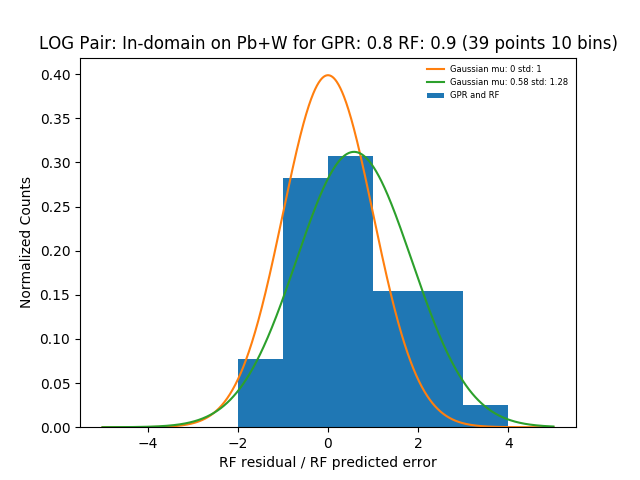 LOG Pair: In-domain on Pb+W for GPR: 0.8 RF: 0.9 (39 points 10 bins)
Gaussian mu: 0 std: 1
Gaussian mu: 0.58 std: 1.28
GPR and RF
0.40
0.35
0.30
0.25
0.20
0.15
0.10
0.05
0.00
Normalized Counts
−4 −2 0 2 4
RF residual / RF predicted error